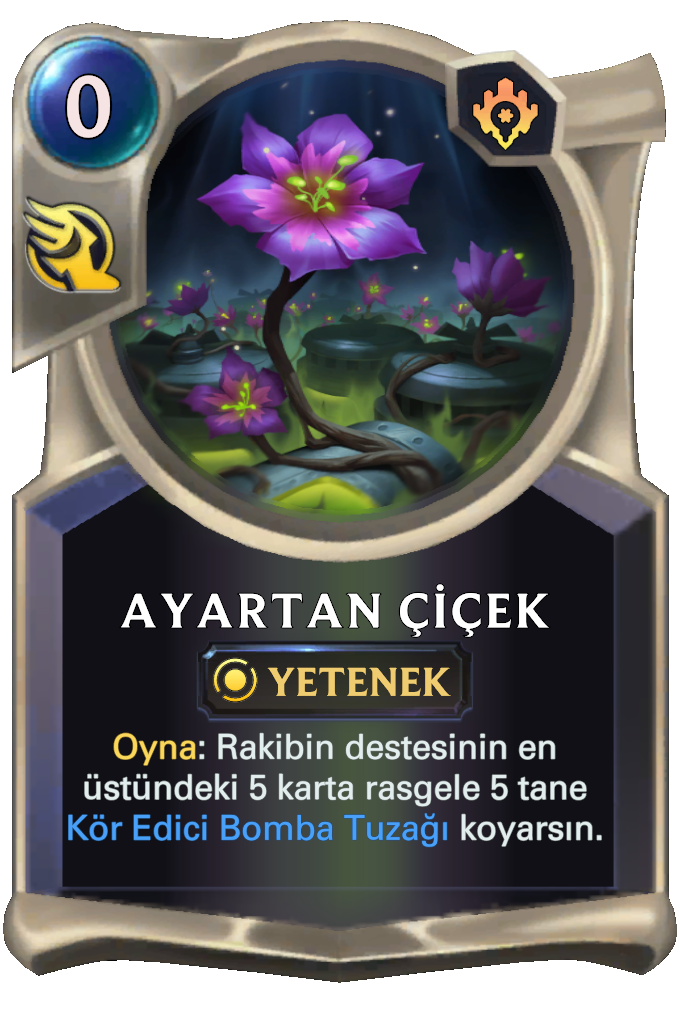 0
AYARTAN ÇİÇEK
YETENEK
Oyna: Rakibin destesinin en
üstündeki 5 karta rasgele 5 tane
Kör Edici Bomba Tuzağı koyarsın.